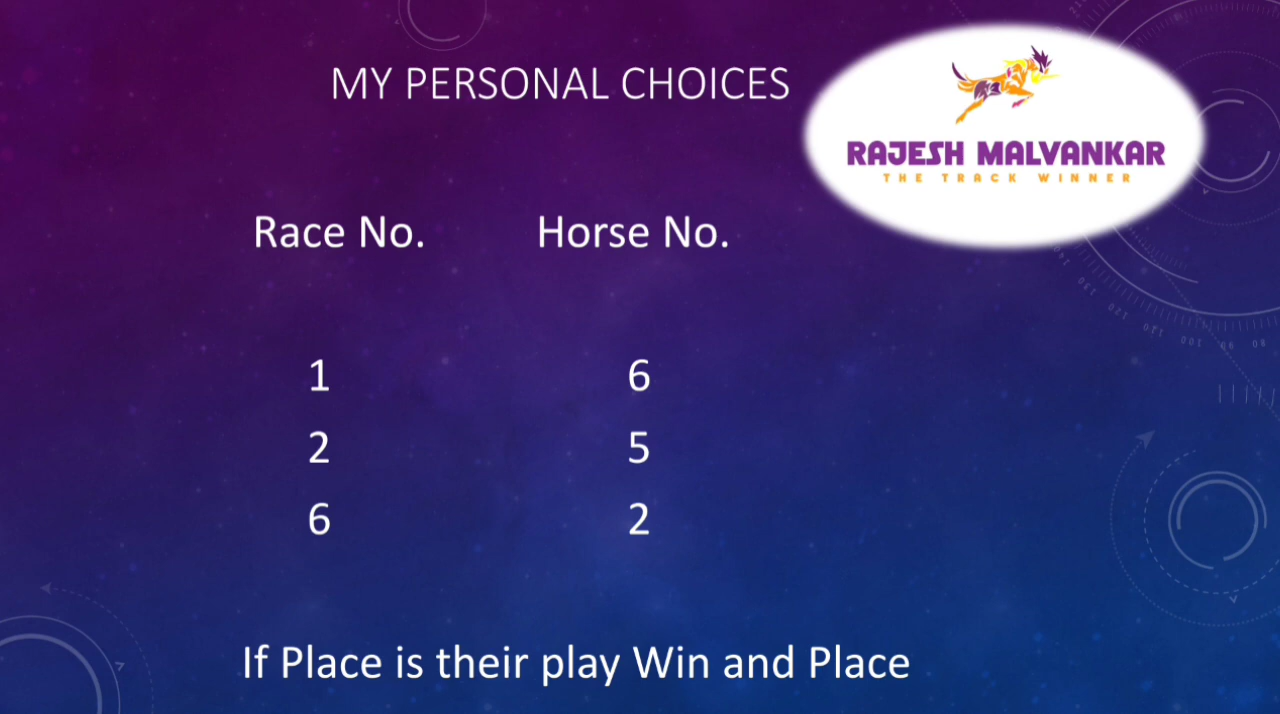 MY PERSONAL CHOICES
RAJESH MALVANKAR
THE TRACK WINNER
Race No. Horse No.
1 6
2 5
6 2
If Place is their play Win and Place